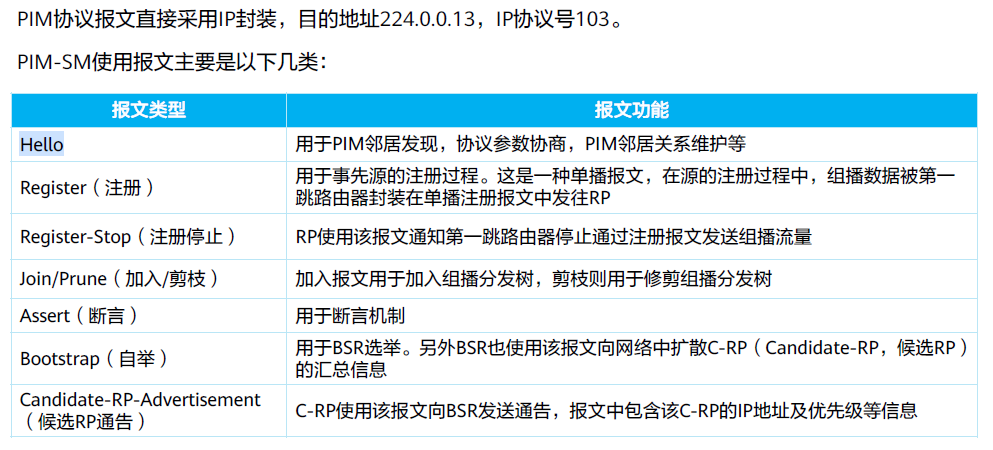 PIM协议报文直接采用IP封装，目的地址224.0.0.13，IP协议号103。
PIM-SM使用报文主要是以下几类：
报文类型 报文功能
Hello 用于PIM邻居发现，协议参数协商，PIM邻居关系维护等
Register（注册） 用于事先源的注册过程。这是一种单播报文，在源的注册过程中，组播数据被第一
跳路由器封装在单播注册报文中发往RP
Register-Stop（注册停止） RP使用该报文通知第一跳路由器停止通过注册报文发送组播流量
Join/Prune（加入/剪枝） 加入报文用于加入组播分发树，剪枝则用于修剪组播分发树
Assert（断言） 用于断言机制
Bootstrap（自举） 用于BSR选举。另外BSR也使用该报文向网络中扩散C-RP（Candidate-RP，候选RP）
的汇总信息
Candidate-RP-Advertisement
（候选RP通告） C-RP使用该报文向BSR发送通告，报文中包含该C-RP的IP地址及优先级等信息